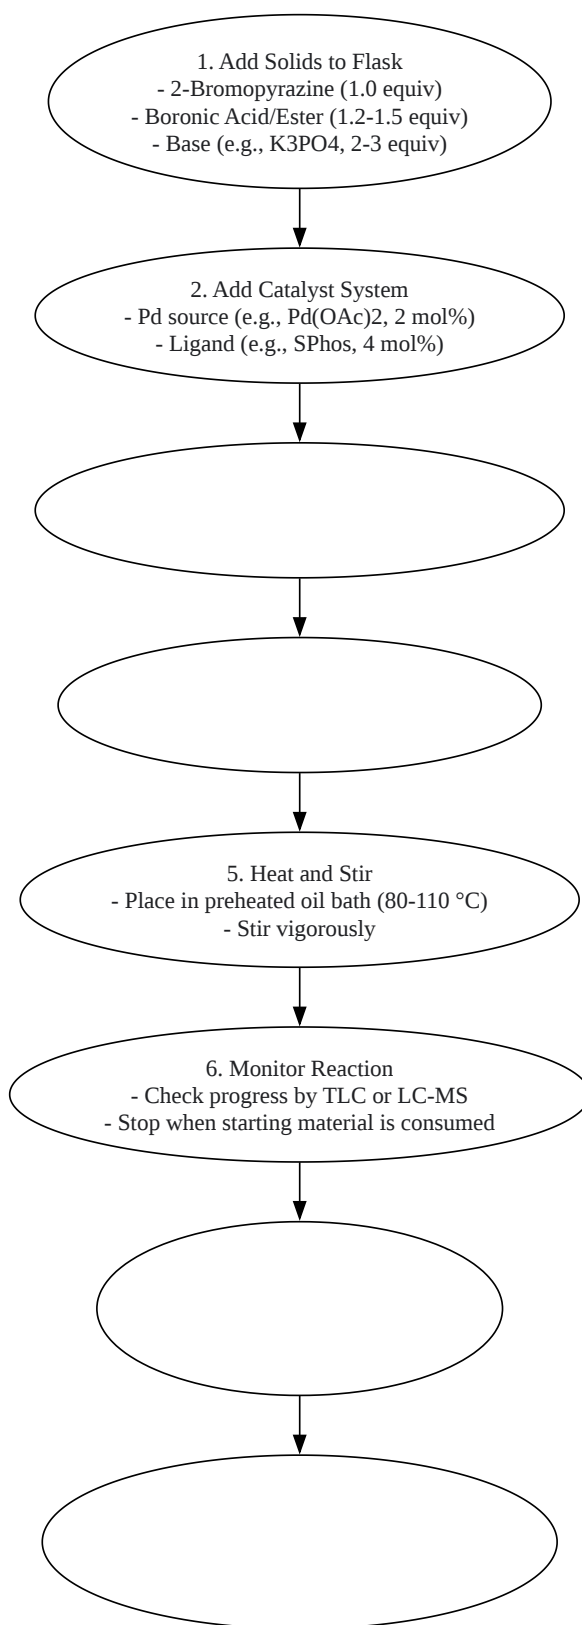 1. Add Solids to Flask
- 2-Bromopyrazine (1.0 equiv)
- Boronic Acid/Ester (1.2-1.5 equiv)
- Base (e.g., K3PO4, 2-3 equiv)
2. Add Catalyst System
- Pd source (e.g., Pd(OAc)2, 2 mol%)
- Ligand (e.g., SPhos, 4 mol%)
5. Heat and Stir
- Place in preheated oil bath (80-110 °C)
- Stir vigorously
6. Monitor Reaction
- Check progress by TLC or LC-MS
- Stop when starting material is consumed